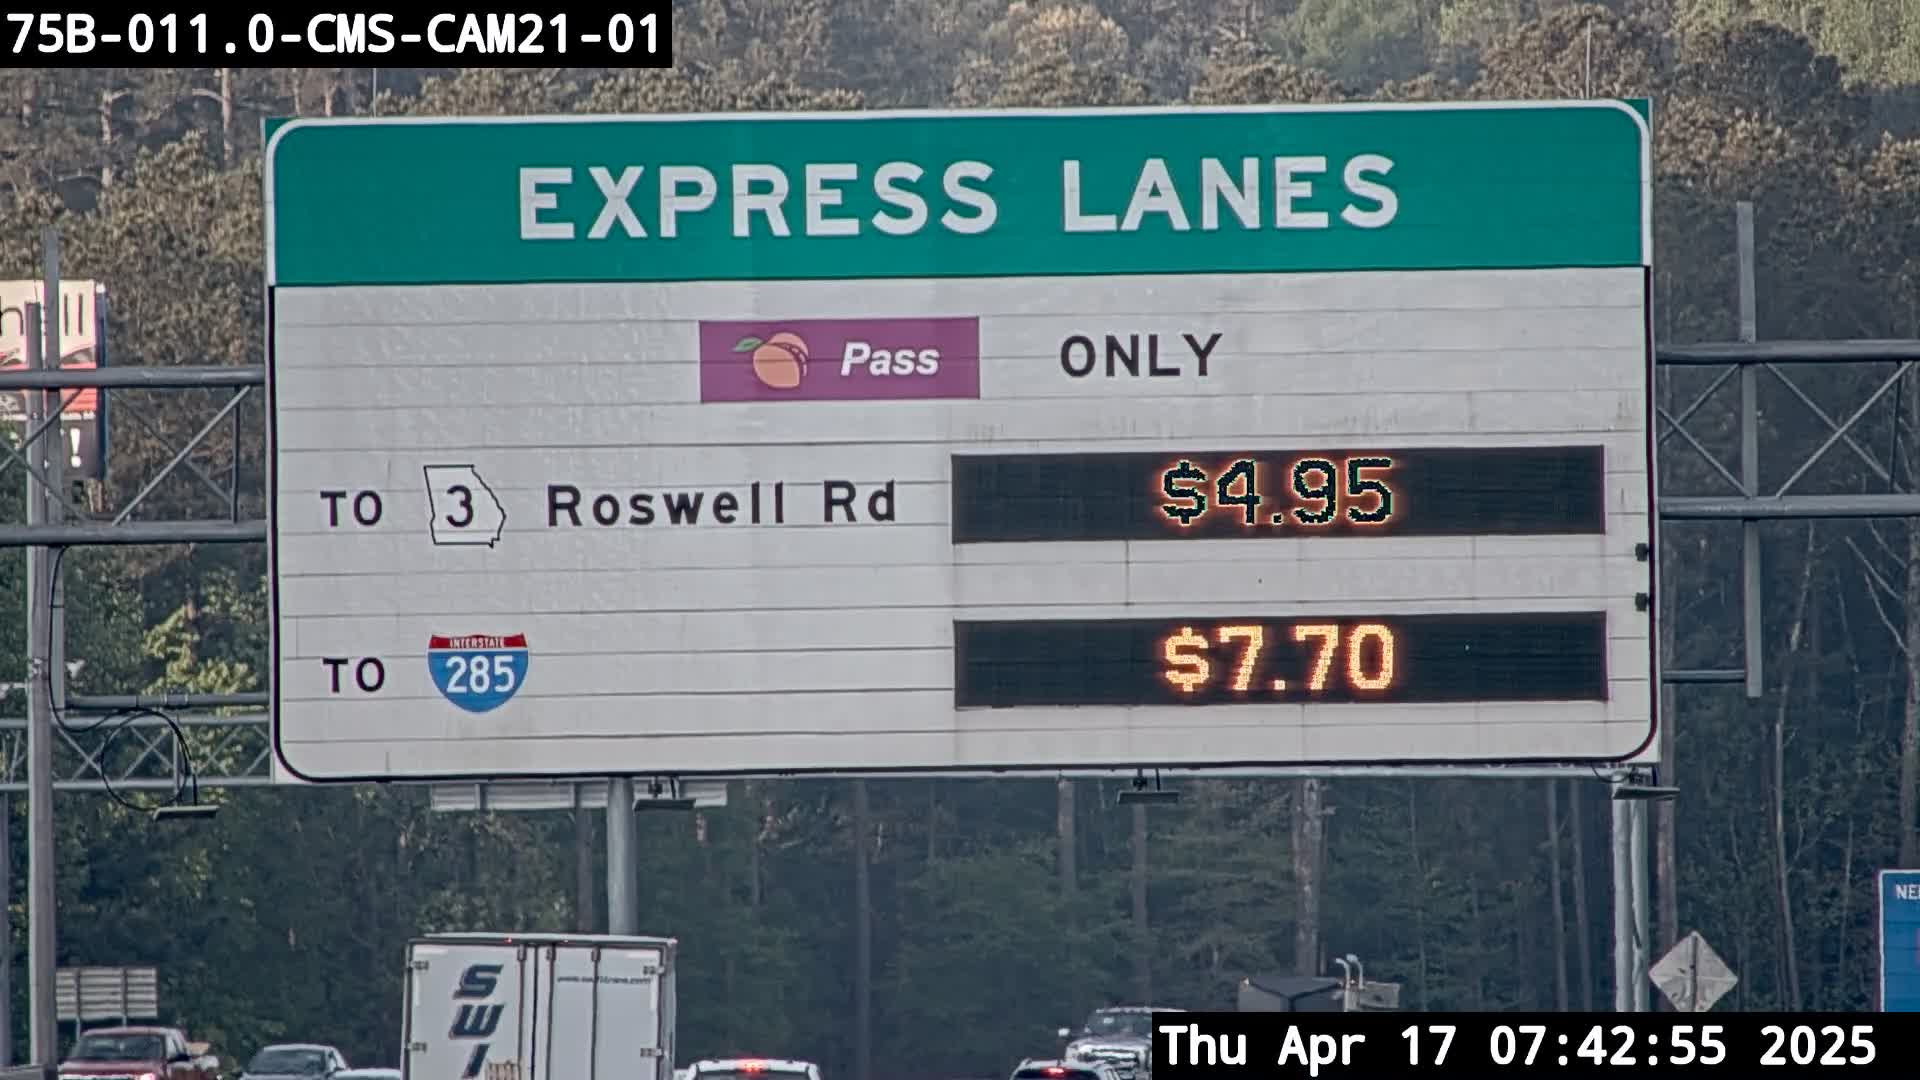 75B-011.0-CMS-CAM21-01
EXPRESS LANES
Pass ONLY
TO 3 Roswell Rd $4.95
INTERSTATE
TO 285 $7.70
SWI
Thu Apr 17 07:42:55 2025